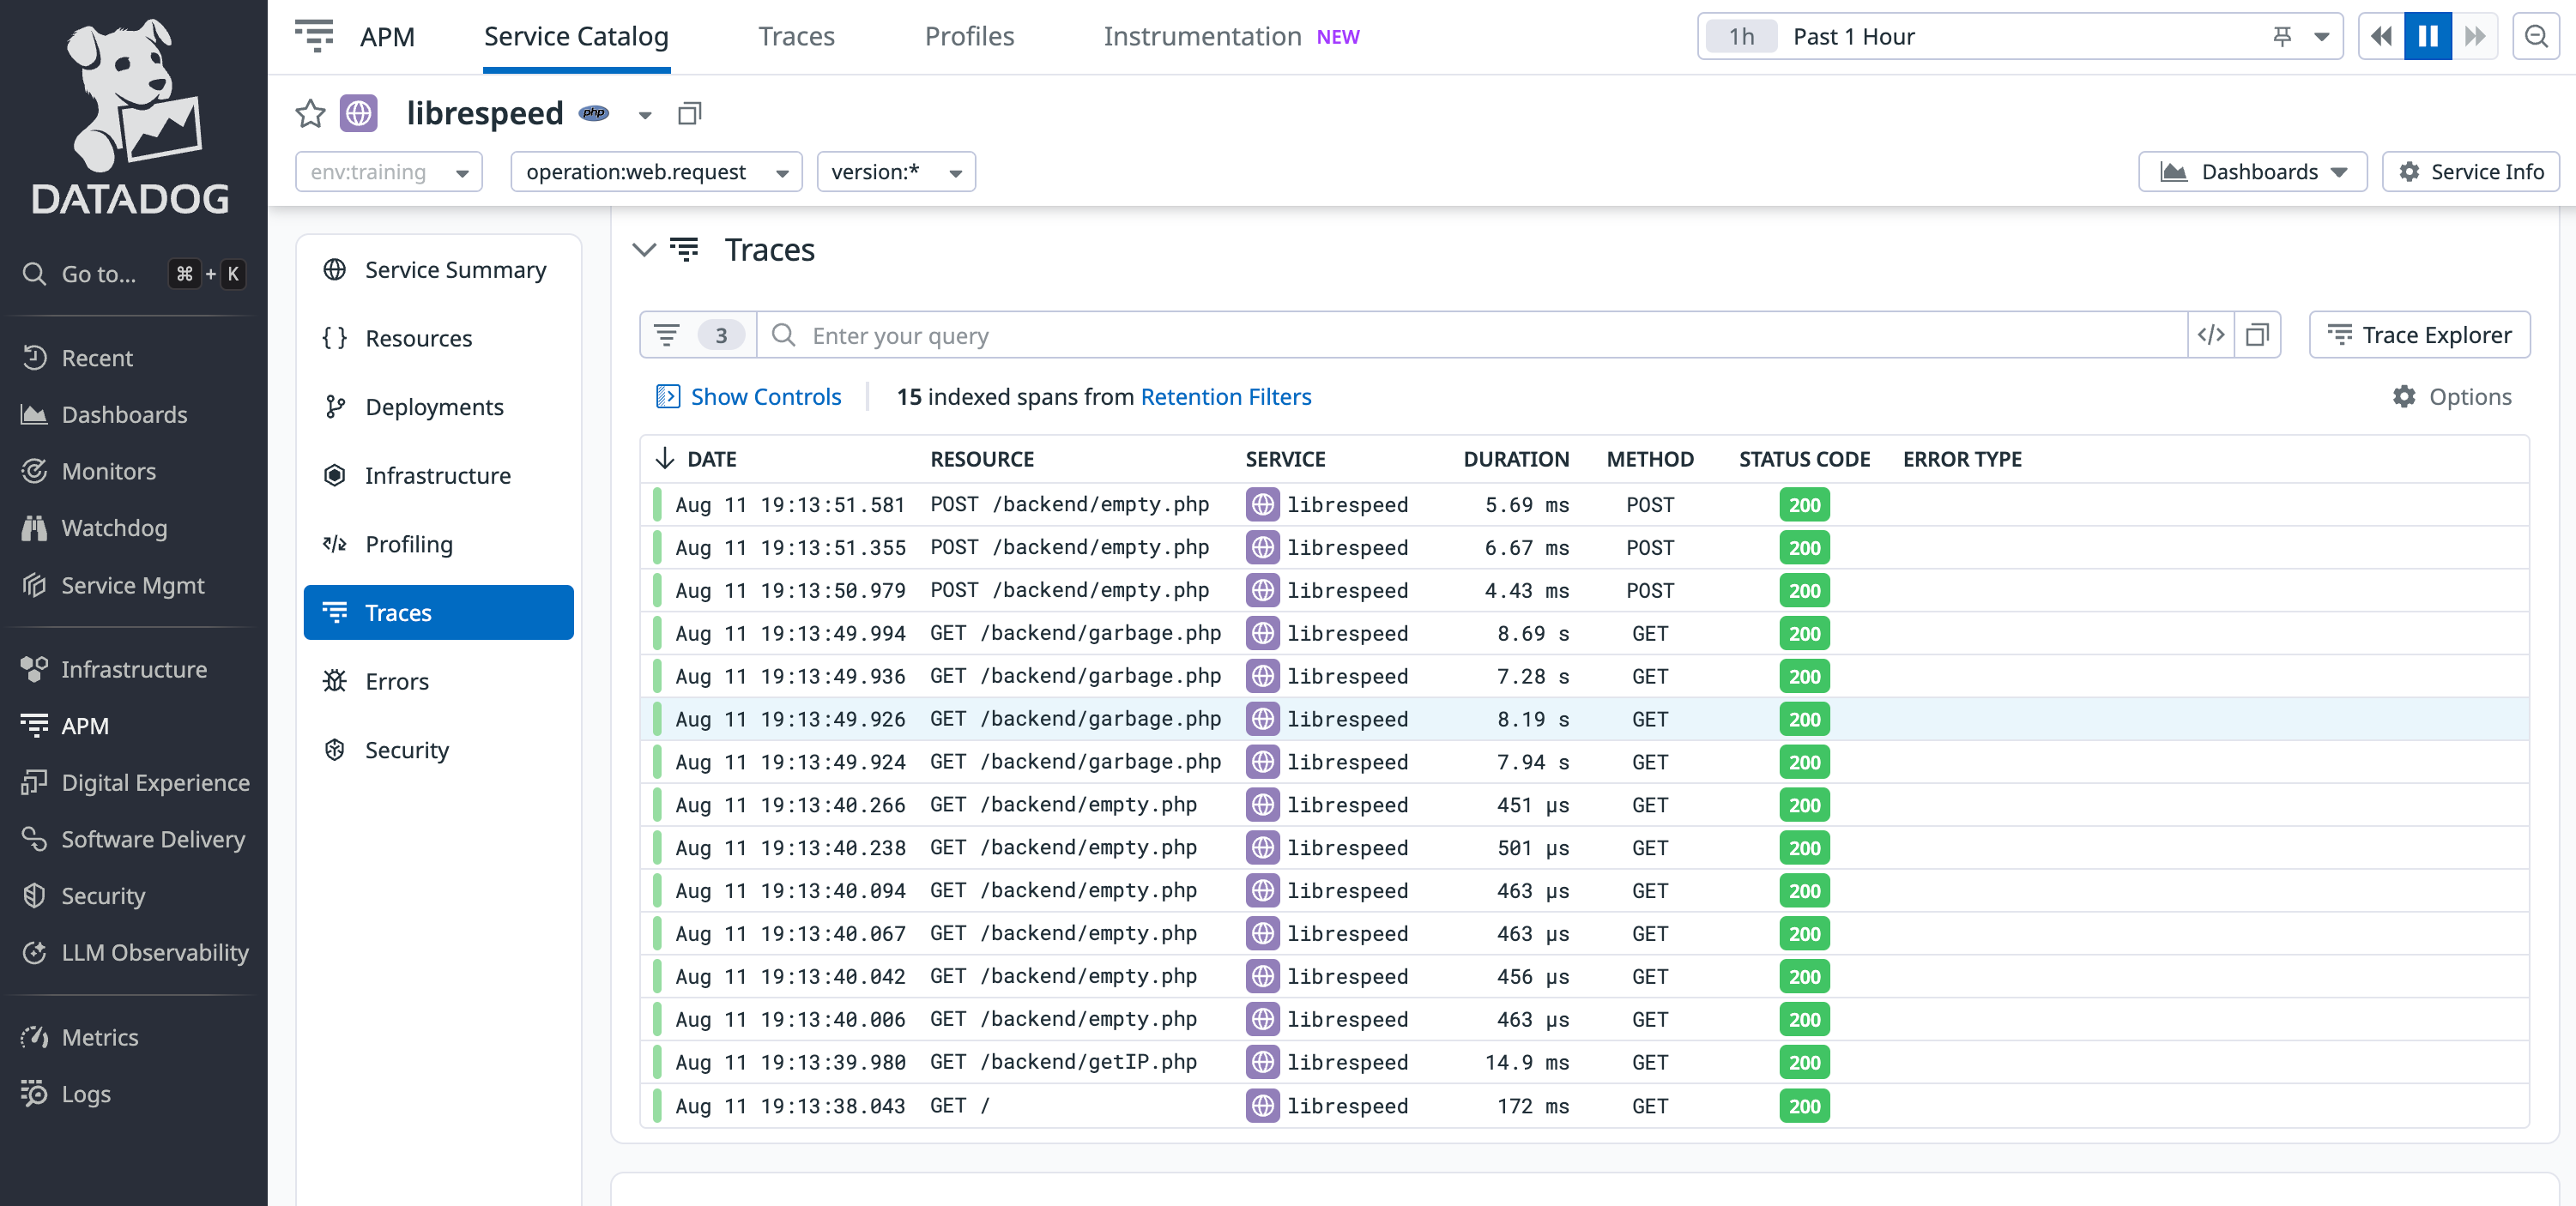 APM Service Catalog Traces Profiles Instrumentation NEW 1h Past 1 Hour
librespeed php
env:training operation:web.request version:* Dashboards Service Info
DATADOG
Go to... ⌘ + K
Recent
Dashboards
Monitors
Watchdog
Service Mgmt
Infrastructure
APM
Digital Experience
Software Delivery
Security
LLM Observability
Metrics
Logs
Service Summary
Resources
Deployments
Infrastructure
Profiling
Traces
Errors
Security
Traces
3 Enter your query Trace Explorer
Show Controls 15 indexed spans from Retention Filters Options
DATE RESOURCE SERVICE DURATION METHOD STATUS CODE ERROR TYPE
Aug 11 19:13:51.581 POST /backend/empty.php librespeed 5.69 ms POST 200
Aug 11 19:13:51.355 POST /backend/empty.php librespeed 6.67 ms POST 200
Aug 11 19:13:50.979 POST /backend/empty.php librespeed 4.43 ms POST 200
Aug 11 19:13:49.994 GET /backend/garbage.php librespeed 8.69 s GET 200
Aug 11 19:13:49.936 GET /backend/garbage.php librespeed 7.28 s GET 200
Aug 11 19:13:49.926 GET /backend/garbage.php librespeed 8.19 s GET 200
Aug 11 19:13:49.924 GET /backend/garbage.php librespeed 7.94 s GET 200
Aug 11 19:13:40.266 GET /backend/empty.php librespeed 451 µs GET 200
Aug 11 19:13:40.238 GET /backend/empty.php librespeed 501 µs GET 200
Aug 11 19:13:40.094 GET /backend/empty.php librespeed 463 µs GET 200
Aug 11 19:13:40.067 GET /backend/empty.php librespeed 463 µs GET 200
Aug 11 19:13:40.042 GET /backend/empty.php librespeed 456 µs GET 200
Aug 11 19:13:40.006 GET /backend/empty.php librespeed 463 µs GET 200
Aug 11 19:13:39.980 GET /backend/getIP.php librespeed 14.9 ms GET 200
Aug 11 19:13:38.043 GET / librespeed 172 ms GET 200